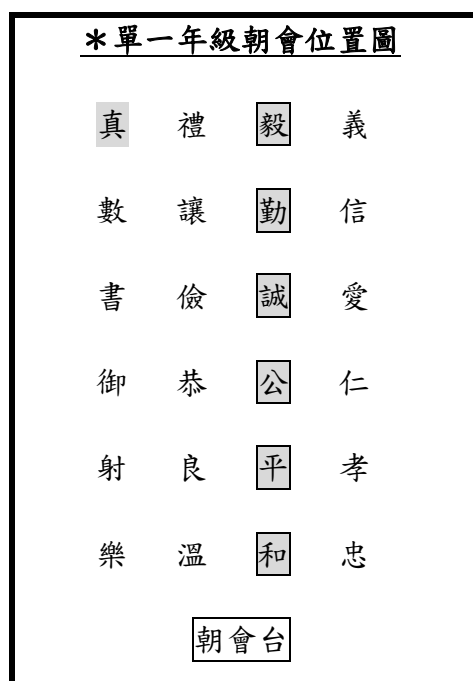 ＊單一年級朝會位置圖
真 禮 毅 義
數 讓 勤 信
書 儉 誠 愛
御 恭 公 仁
射 良 平 孝
樂 溫 和 忠
朝會台